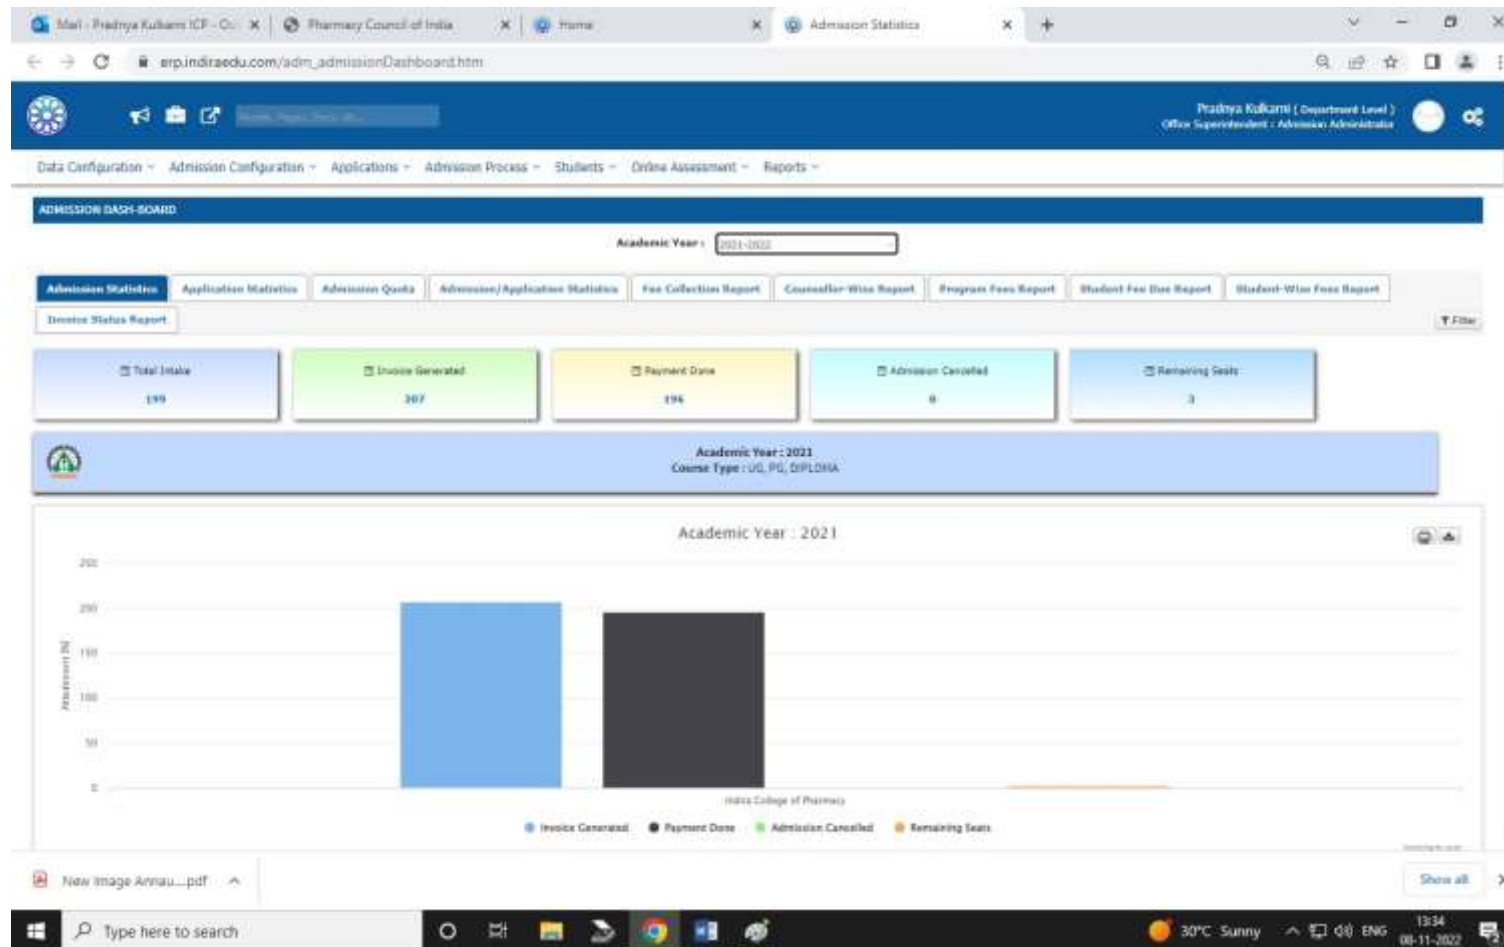 Mail - Pradnya Kulkarni ICP - Ou
Pharmacy Council of India
Home
Admission Statistics
erp.indiraedu.com/adm_admissionDashboard.htm
Pradnya Kulkarni ( Department Level )
Office Superintendent : Admission Administrator
Data Configuration
Admission Configuration
Applications
Admission Process
Students
Online Assessment
Reports
ADMISSION DASH-BOARD
Academic Year :
2021-2022
Admission Statistics
Application Statistics
Admission Quota
Admission/Application Statistics
Fee Collection Report
Counsellor-Wise Report
Program Fees Report
Student Fee Due Report
Student-Wise Fees Report
Invoice Status Report
Filter
Total Intake
Invoice Generated
Payment Done
Admission Cancelled
Remaining Seats
199
207
196
0
3
Academic Year : 2021
Course Type : UG, PG, DIPLOMA
Academic Year : 2021
250
200
150
100
50
0
Indira College of Pharmacy
Invoice Generated
Payment Done
Admission Cancelled
Remaining Seats
New Image Annau....pdf
Show all
Type here to search
30°C Sunny
ENG
13:34
08-11-2022